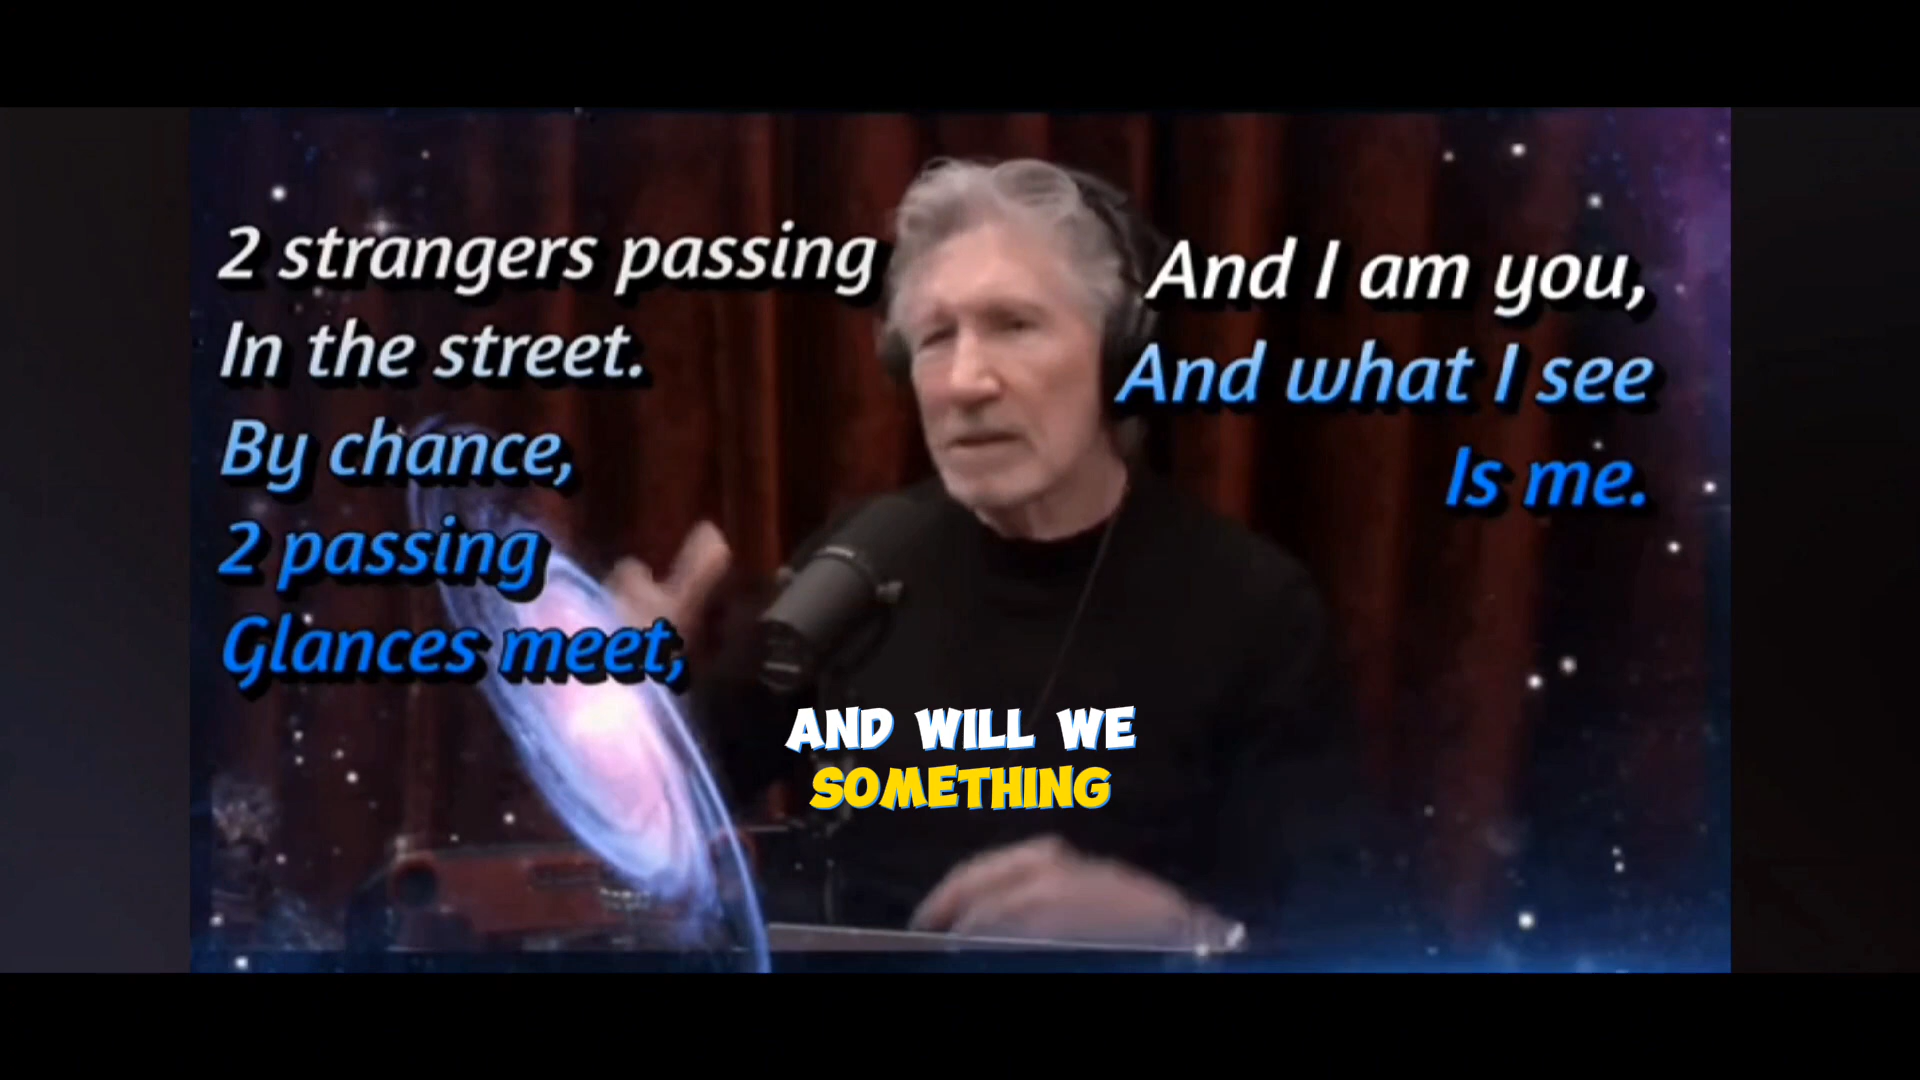 2 strangers passing
In the street.
By chance,
2 passing
Glances meet,
And I am you,
And what I see
Is me.
AND WILL WE
SOMETHING